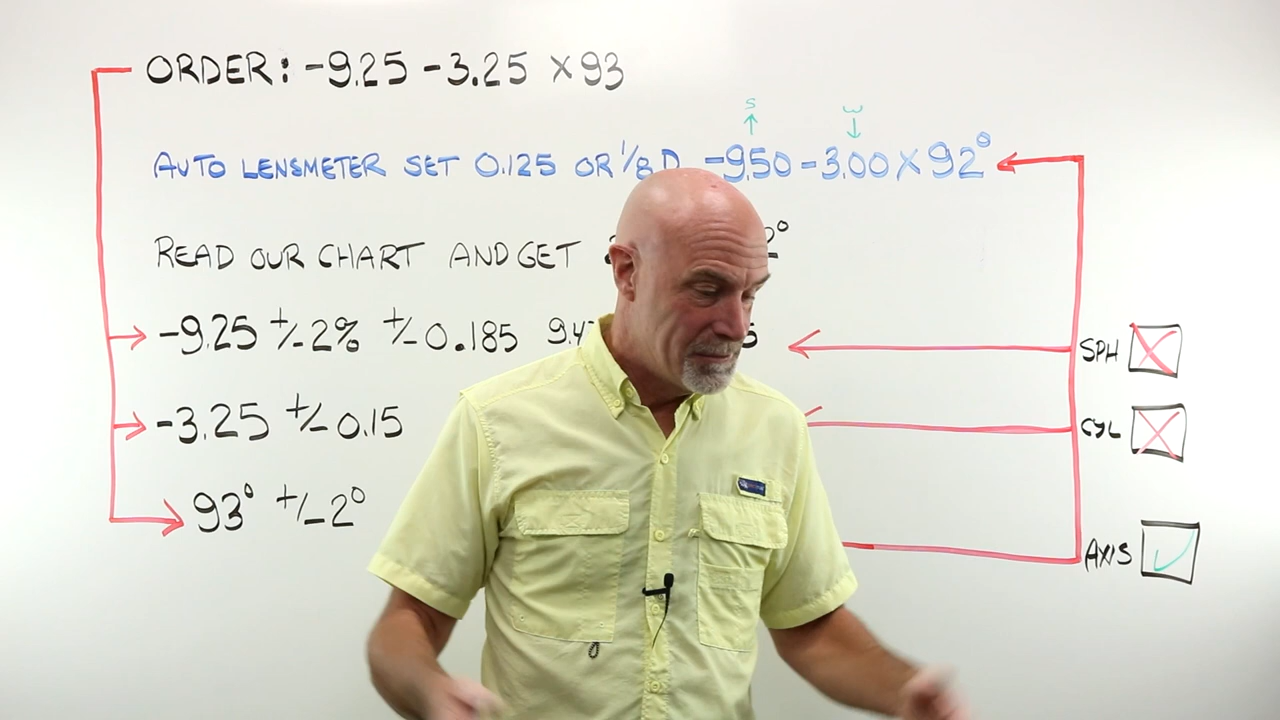 ORDER: -9.25 -3.25 X93
S W
AUTO LENSMETER SET 0.125 OR 1/8 D -9.50 -3.00 X 92°
READ OUR CHART AND GET
-9.25 +/- 2% +/- 0.185
SPH
-3.25 +/- 0.15
CYL
93° +/- 2°
AXIS